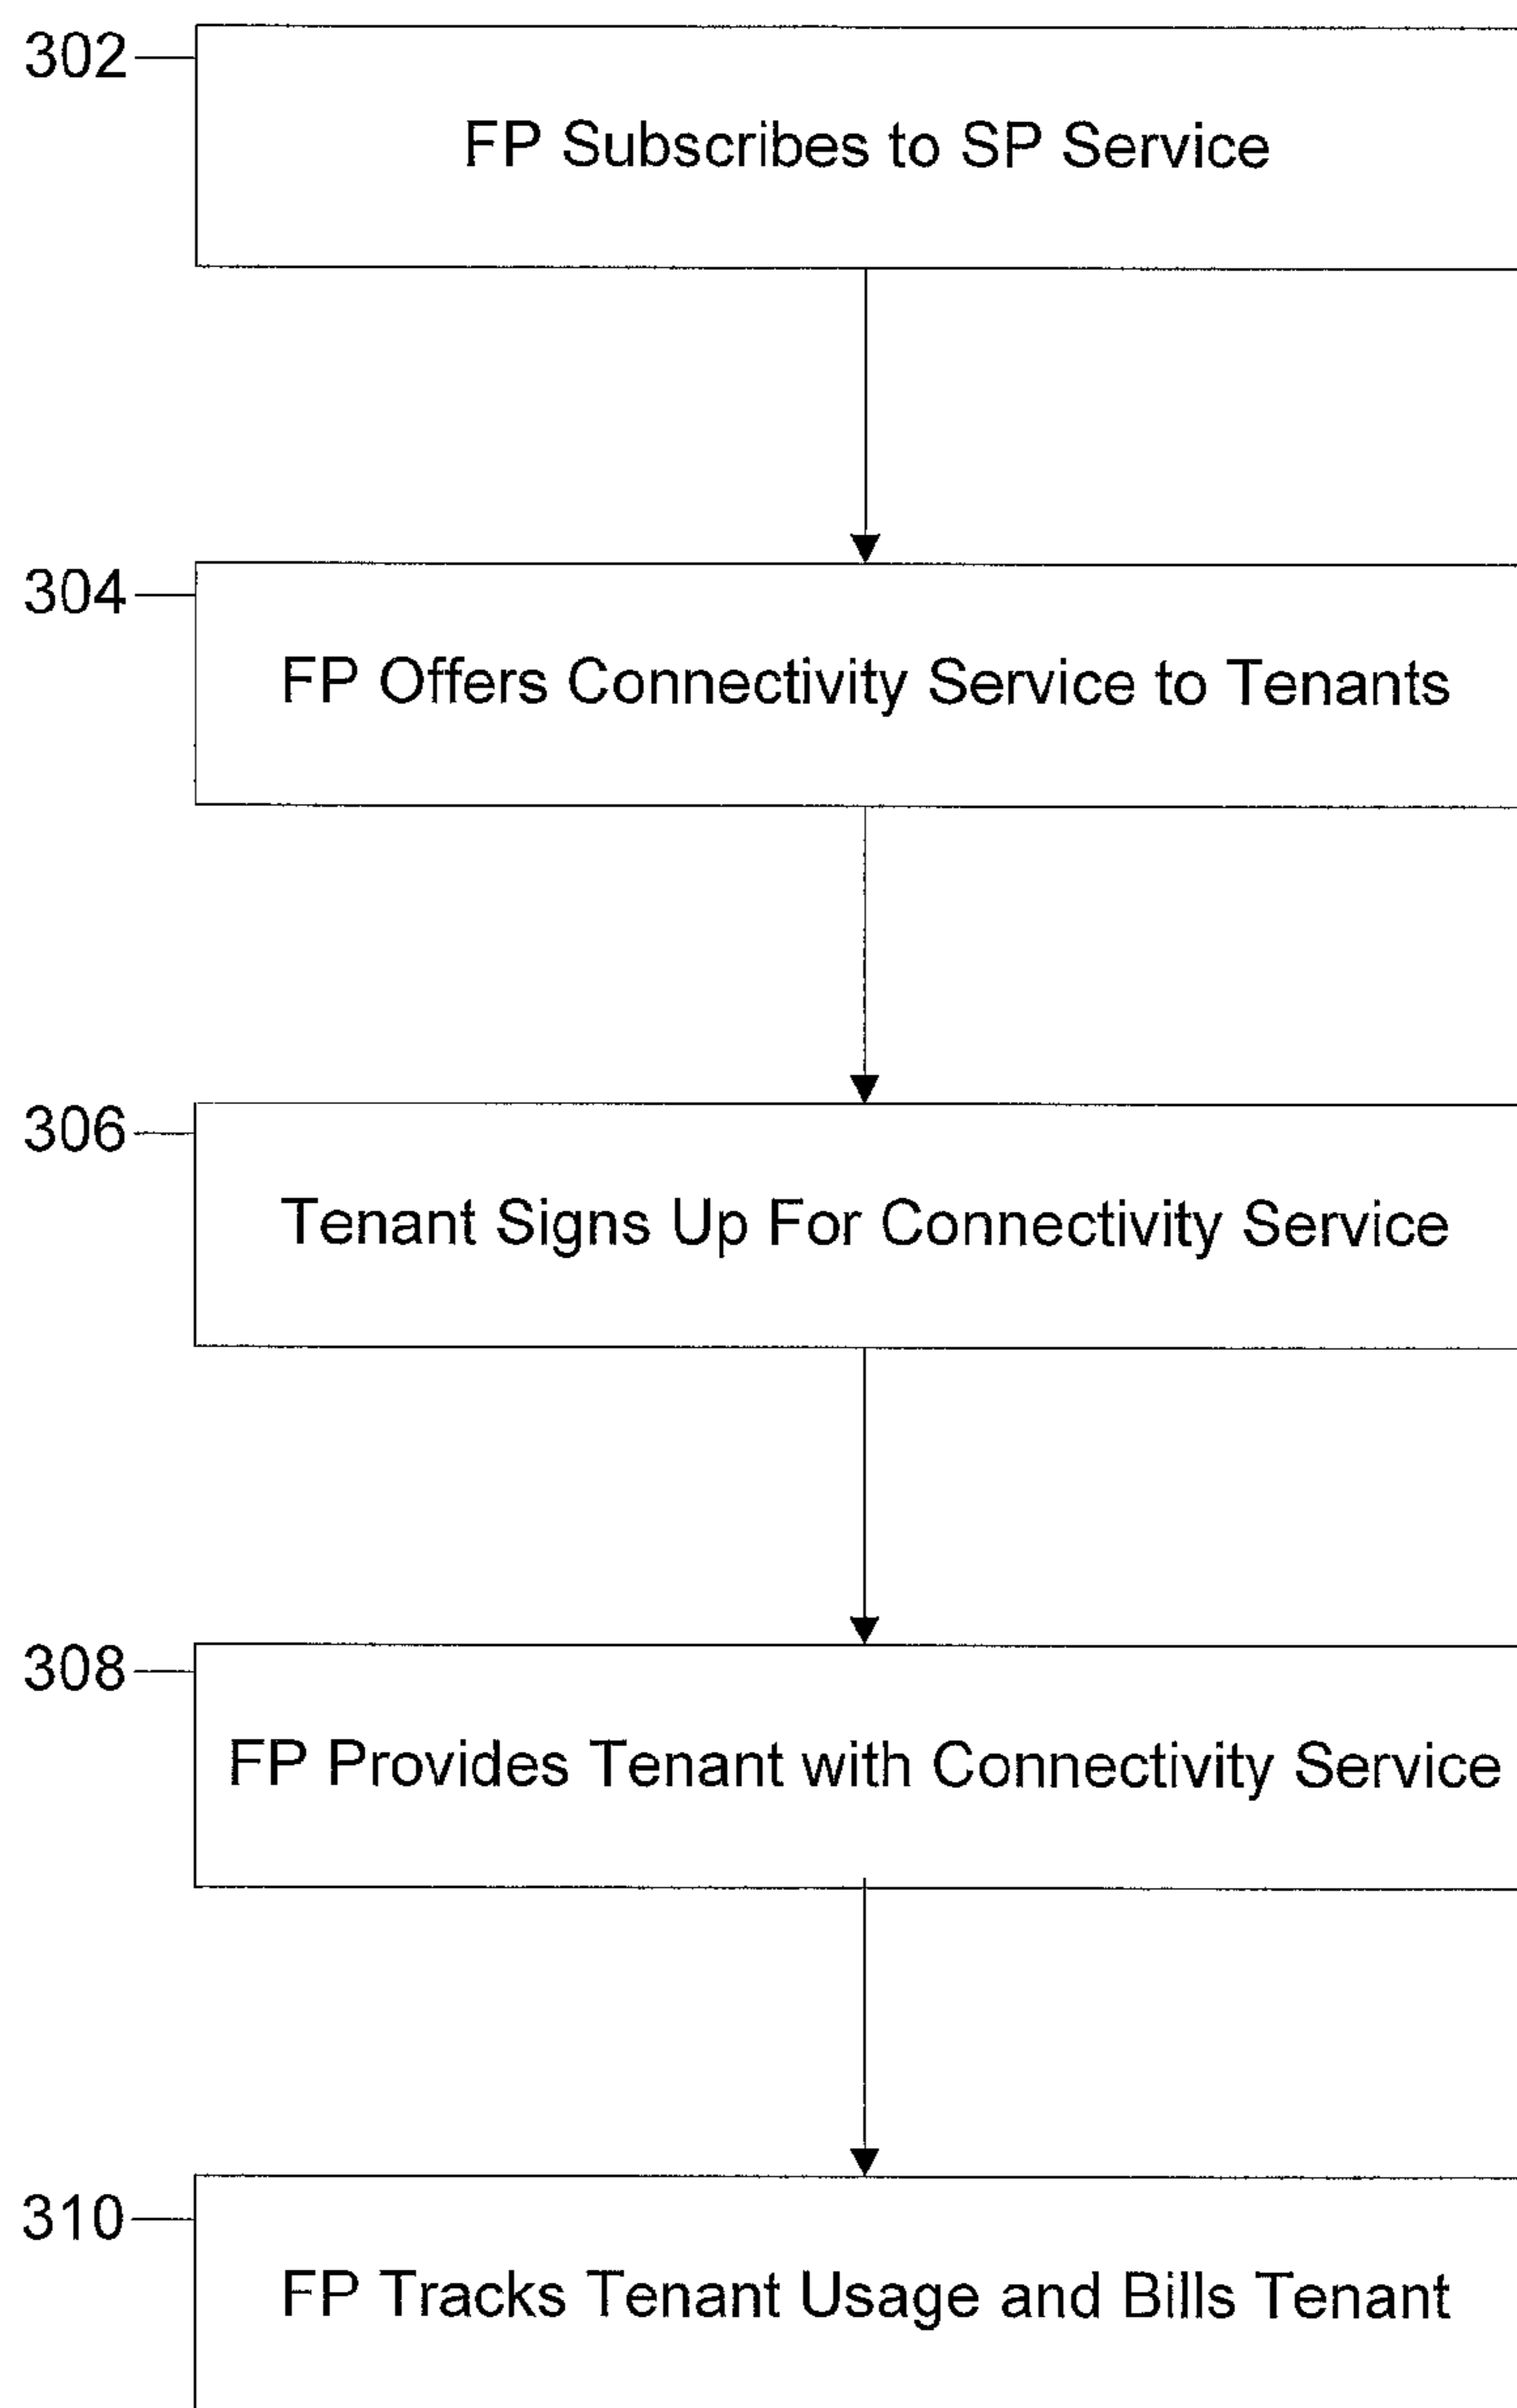 302
FP Subscribes to SP Service
304
FP Offers Connectivity Service to Tenants
306
Tenant Signs Up For Connectivity Service
308
FP Provides Tenant with Connectivity Service
310
FP Tracks Tenant Usage and Bills Tenant